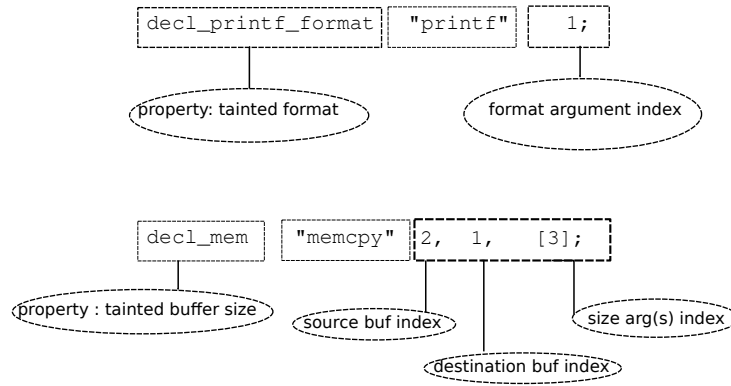 decl_printf_format "printf" 1;
property: tainted format
format argument index
decl_mem "memcpy" 2, 1, [3];
property : tainted buffer size
source buf index
size arg(s) index
destination buf index